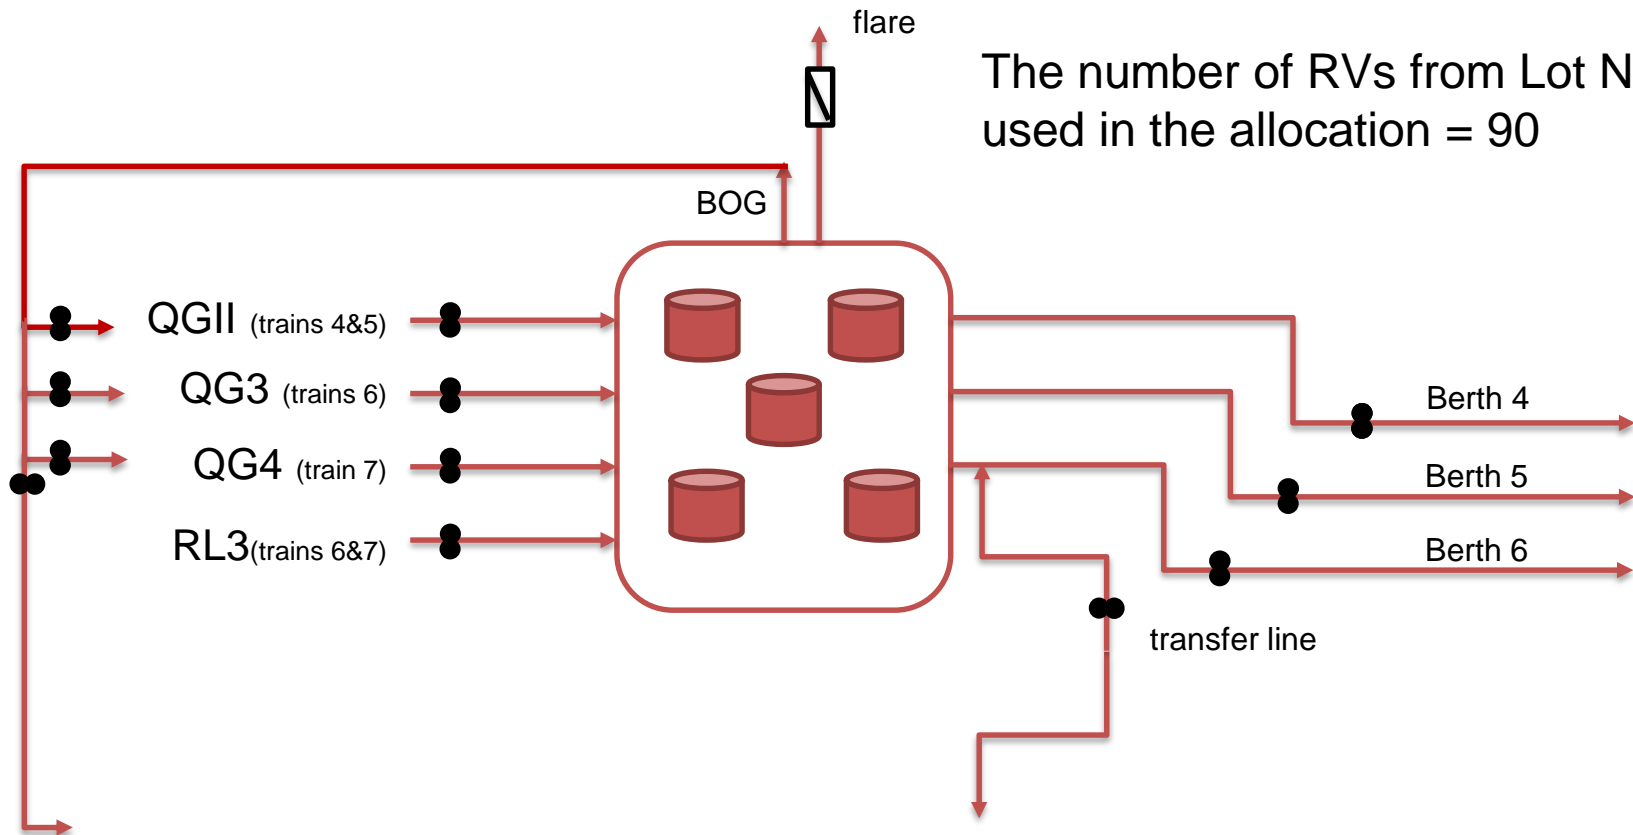 flare
The number of RVs from Lot N
used in the allocation = 90
BOG
QGII (trains 4&5)
QG3 (trains 6)
QG4 (train 7)
RL3(trains 6&7)
Berth 4
Berth 5
Berth 6
transfer line